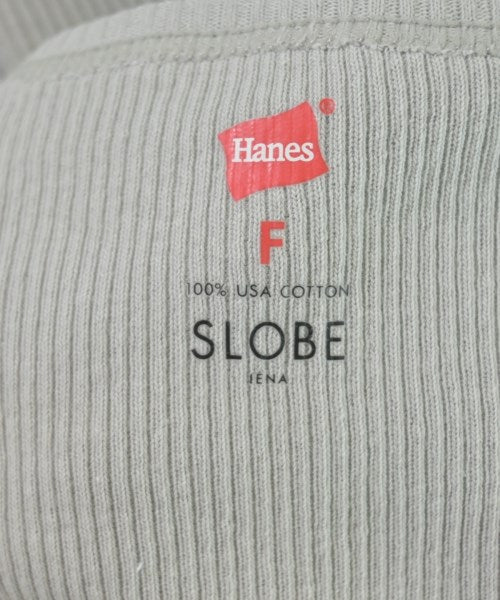 Hanes®
F
100% USA COTTON
SLOBE
IENA